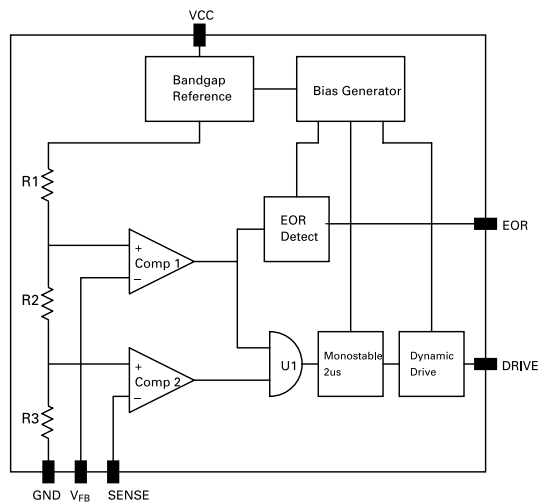 VCC
Bandgap
Reference
Bias Generator
R1
EOR
Detect
EOR
+
Comp 1
−
R2
U1
Monostable
2us
Dynamic
Drive
DRIVE
+
Comp 2
−
R3
GND
VFB
SENSE